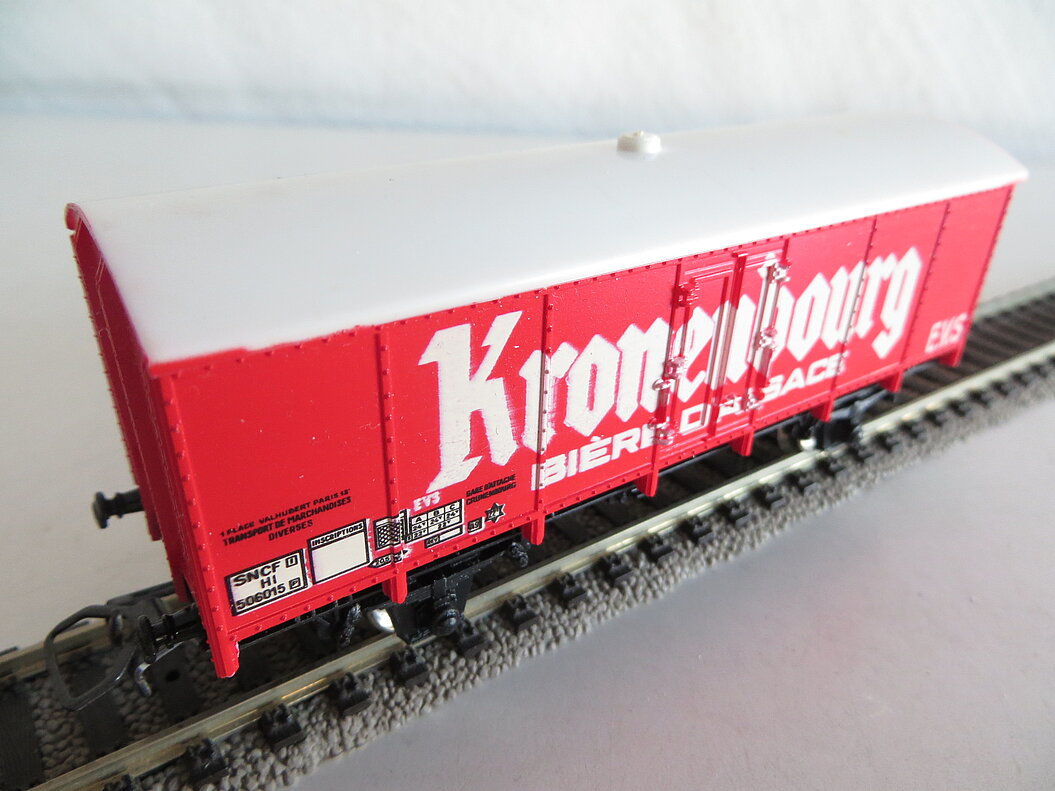 Kronenbourg
BIÈRE D'ALSACE
EVS
1 PLACE VALHUBERT PARIS 13e
TRANSPORT DE MARCHANDISES
DIVERSES
SNCF
HI
506015
INSCRIPTIONS
EVS
A B C
GARE D'ATTACHE
CRONENBOURG